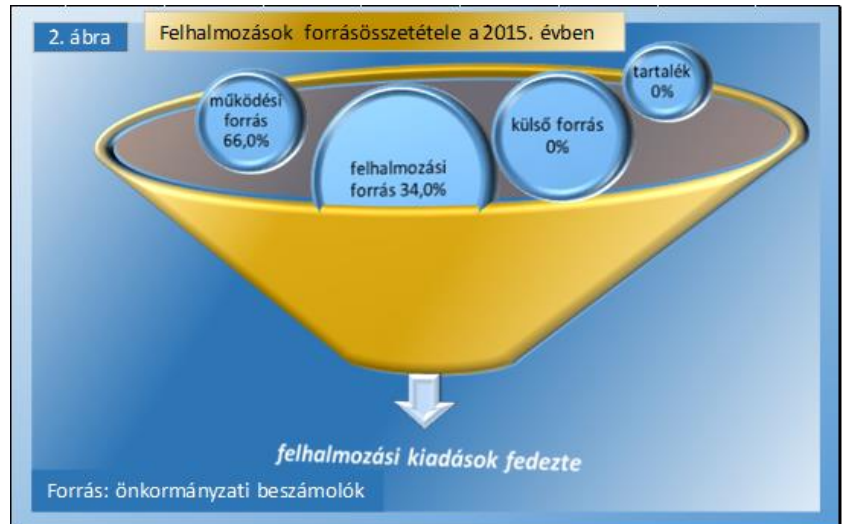 2. ábra
Felhalmozások forrásösszetétele a 2015. évben
működési
forrás
66,0%
felhalmozási
forrás 34,0%
külső forrás
0%
tartalék
0%
felhalmozási kiadások fedezte
Forrás: önkormányzati beszámolók